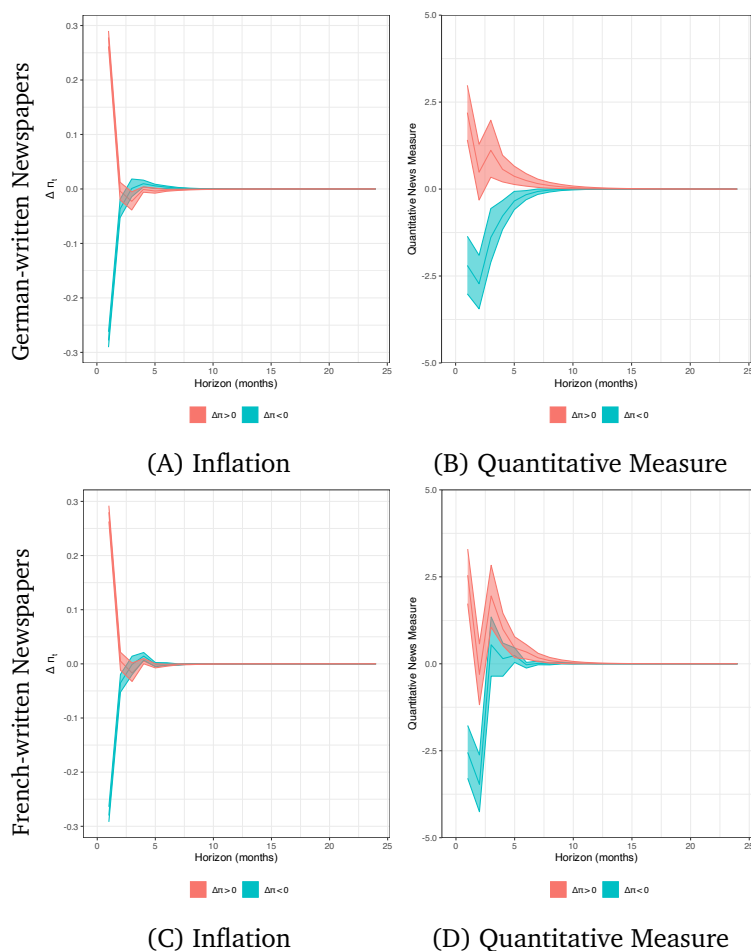 German-written Newspapers
0.3
0.2
0.1
0.0
-0.1
-0.2
-0.3
Δ π_t
0 5 10 15 20 25
Horizon (months)
Δπ > 0 Δπ < 0
(A) Inflation
5.0
2.5
0.0
-2.5
-5.0
Quantitative News Measure
0 5 10 15 20 25
Horizon (months)
Δπ > 0 Δπ < 0
(B) Quantitative Measure
French-written Newspapers
0.3
0.2
0.1
0.0
-0.1
-0.2
-0.3
Δ π_t
0 5 10 15 20 25
Horizon (months)
Δπ > 0 Δπ < 0
(C) Inflation
5.0
2.5
0.0
-2.5
-5.0
Quantitative News Measure
0 5 10 15 20 25
Horizon (months)
Δπ > 0 Δπ < 0
(D) Quantitative Measure